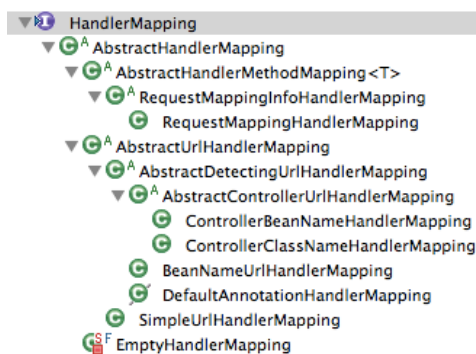 HandlerMapping
AbstractHandlerMapping
AbstractHandlerMethodMapping<T>
RequestMappingInfoHandlerMapping
RequestMappingHandlerMapping
AbstractUrlHandlerMapping
AbstractDetectingUrlHandlerMapping
AbstractControllerUrlHandlerMapping
ControllerBeanNameHandlerMapping
ControllerClassNameHandlerMapping
BeanNameUrlHandlerMapping
DefaultAnnotationHandlerMapping
SimpleUrlHandlerMapping
EmptyHandlerMapping